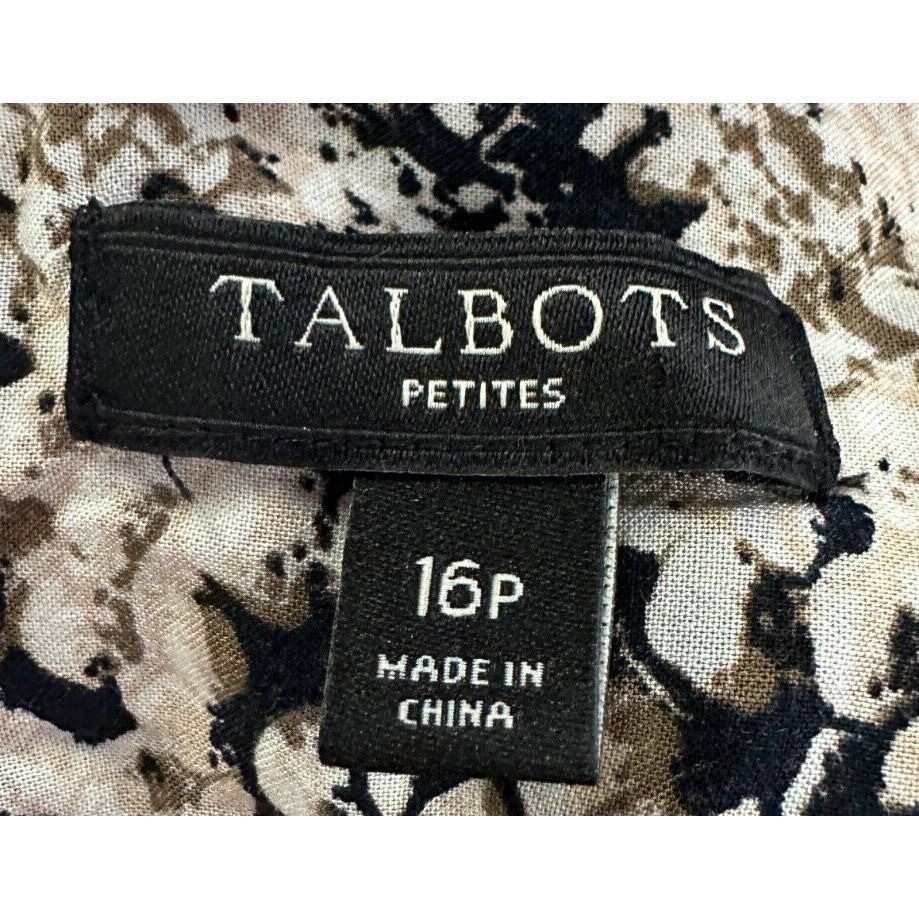 TALBOTS
PETITES
16P
MADE IN
CHINA